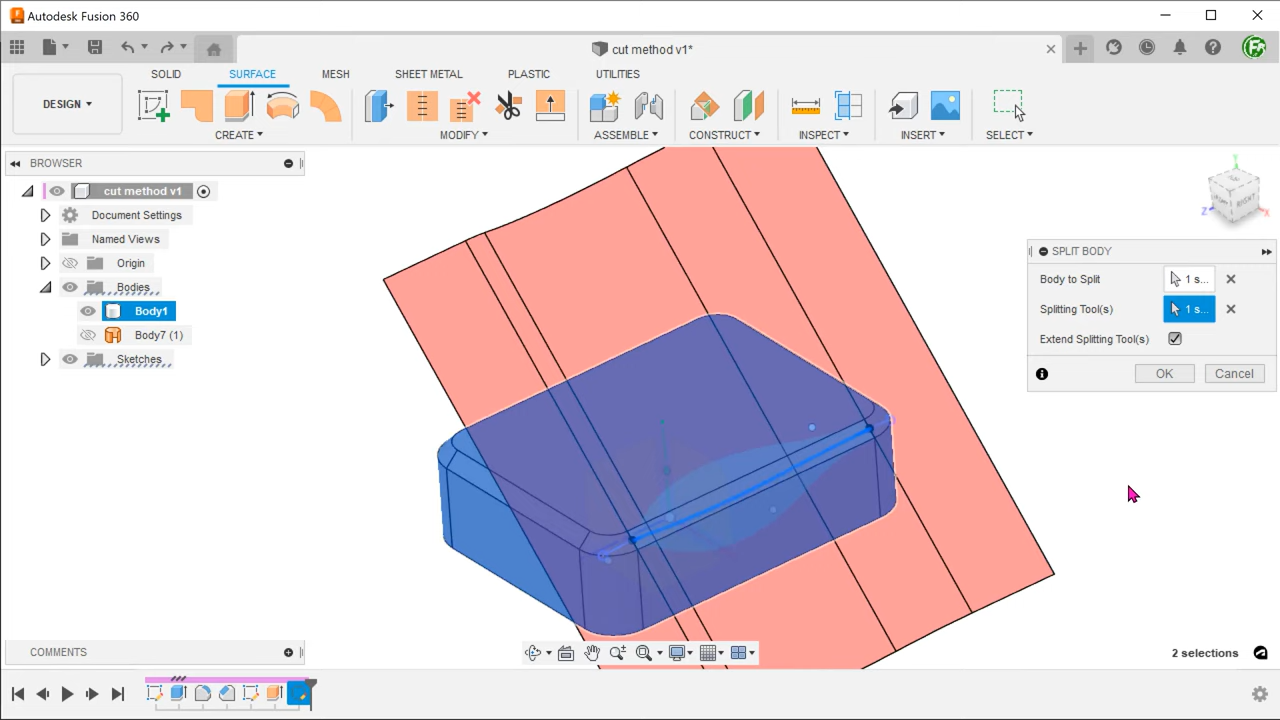 Autodesk Fusion 360
cut method v1*
SOLID SURFACE MESH SHEET METAL PLASTIC UTILITIES
DESIGN
CREATE MODIFY ASSEMBLE CONSTRUCT INSPECT INSERT SELECT
BROWSER
cut method v1
Document Settings
Named Views
Origin
Bodies
Body1
Body7 (1)
Sketches
Y
Z
X
RIGHT
SPLIT BODY
Body to Split 1 s...
Splitting Tool(s) 1 s...
Extend Splitting Tool(s)
OK Cancel
COMMENTS
2 selections